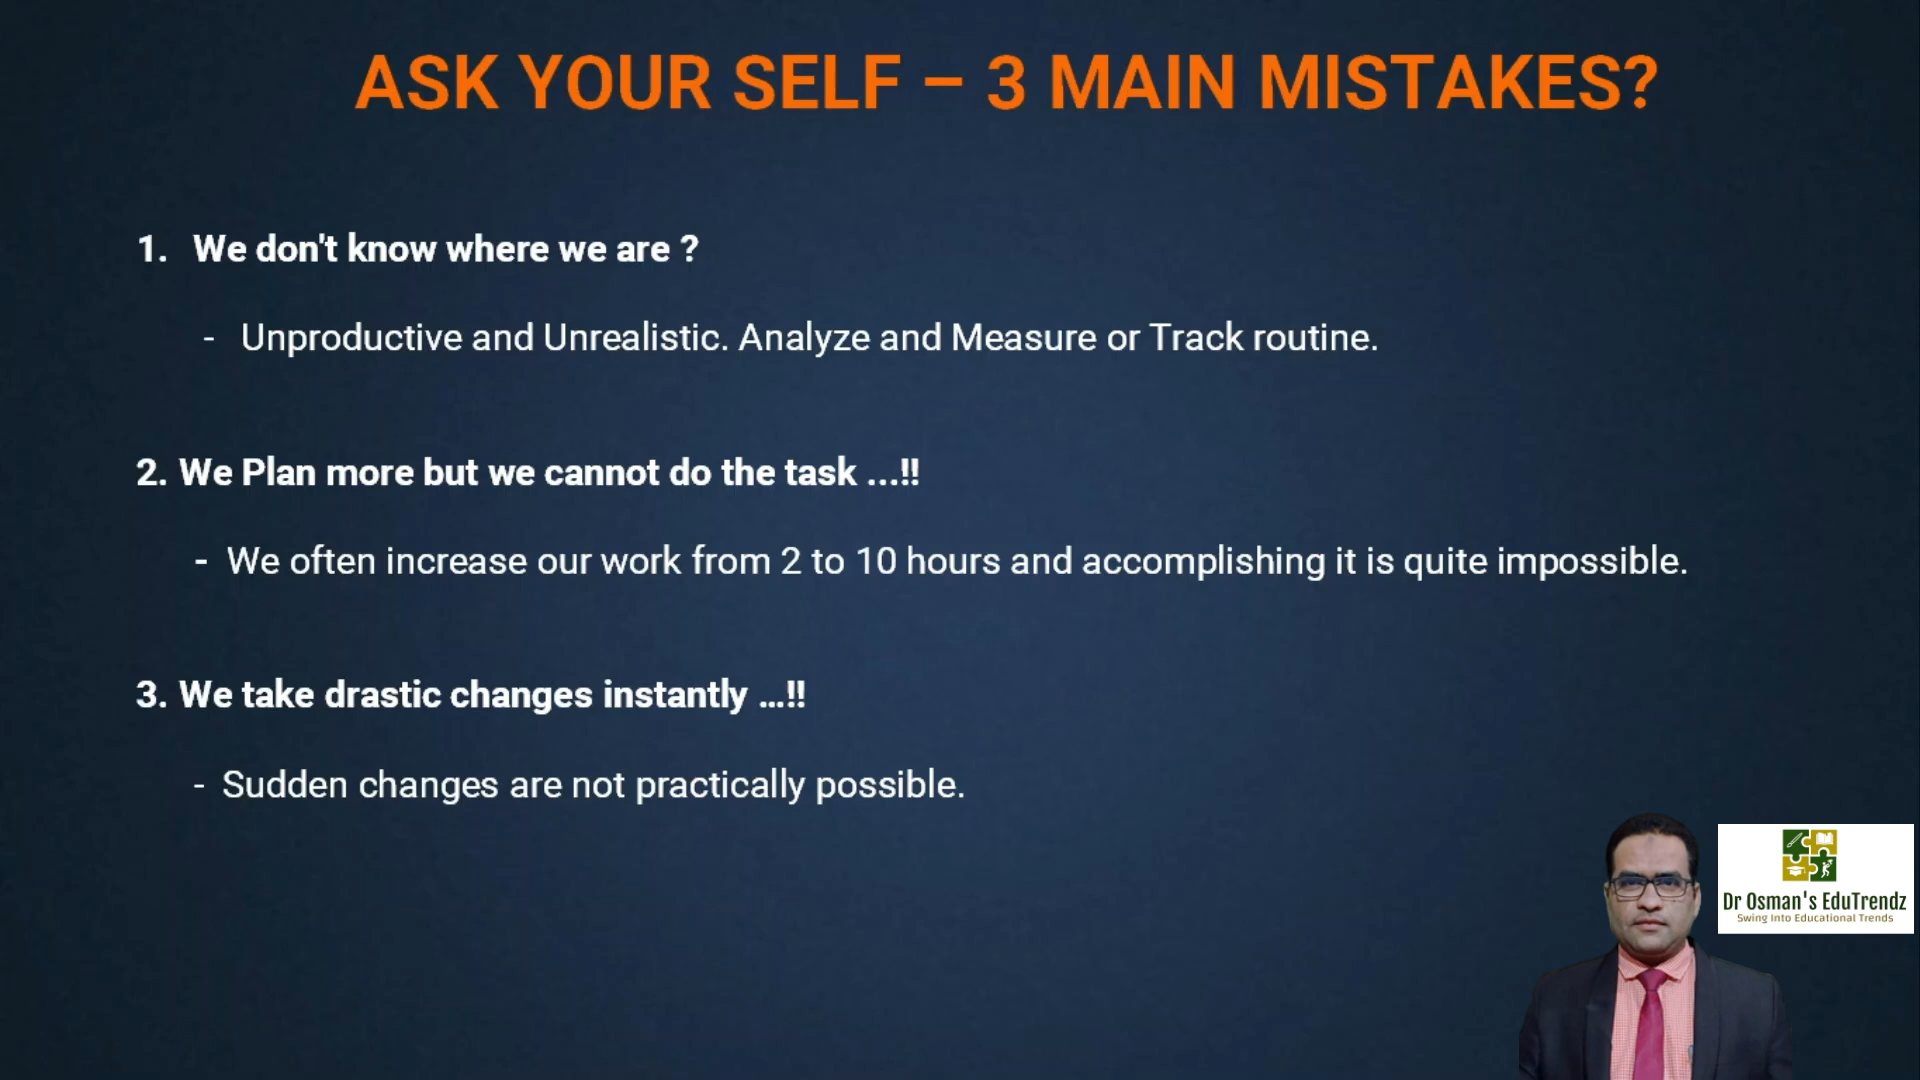 ASK YOUR SELF – 3 MAIN MISTAKES?
1. We don't know where we are ?
- Unproductive and Unrealistic. Analyze and Measure or Track routine.
2. We Plan more but we cannot do the task ...!!
- We often increase our work from 2 to 10 hours and accomplishing it is quite impossible.
3. We take drastic changes instantly ...!!
- Sudden changes are not practically possible.
Dr Osman's EduTrendz
Swing Into Educational Trends